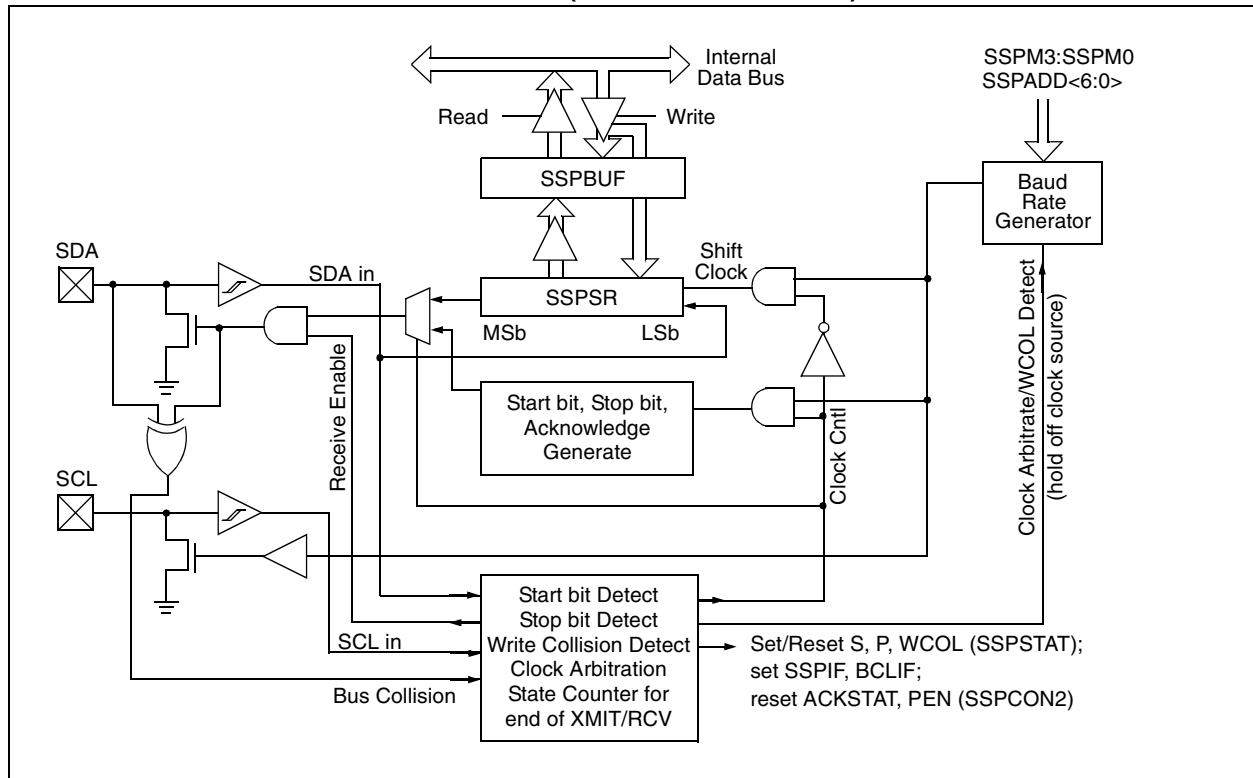 Internal
Data Bus
SSPM3:SSPM0
SSPADD<6:0>
Read
Write
SSPBUF
Baud
Rate
Generator
SDA
SDA in
Shift
Clock
SSPSR
MSb
LSb
Receive Enable
Start bit, Stop bit,
Acknowledge
Generate
Clock Cntl
Clock Arbitrate/WCOL Detect
(hold off clock source)
SCL
SCL in
Bus Collision
Start bit Detect
Stop bit Detect
Write Collision Detect
Clock Arbitration
State Counter for
end of XMIT/RCV
Set/Reset S, P, WCOL (SSPSTAT);
set SSPIF, BCLIF;
reset ACKSTAT, PEN (SSPCON2)